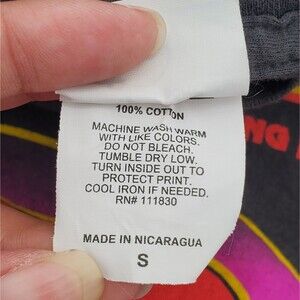 100% COTTON
MACHINE WASH WARM
WITH LIKE COLORS.
DO NOT BLEACH.
TUMBLE DRY LOW.
TURN INSIDE OUT TO
PROTECT PRINT.
COOL IRON IF NEEDED.
RN# 111830
MADE IN NICARAGUA
S